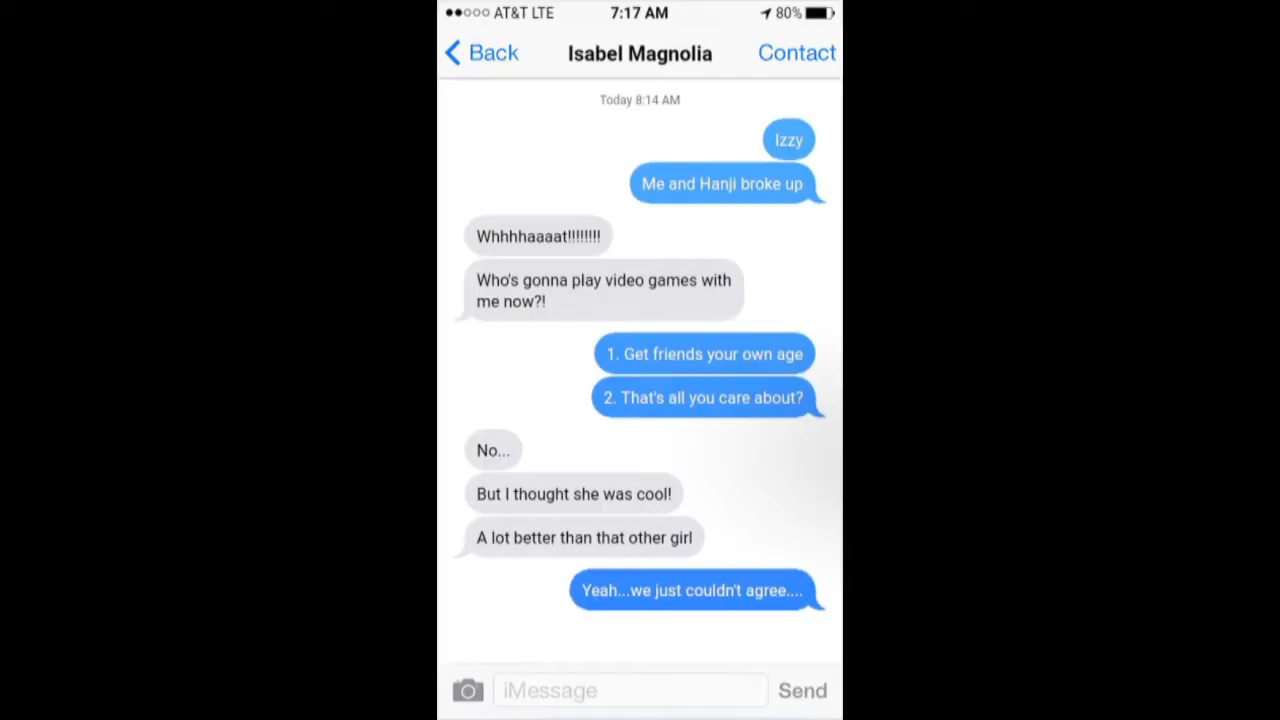 AT&T LTE 7:17 AM 80%
Back Isabel Magnolia Contact
Today 8:14 AM
Izzy
Me and Hanji broke up
Whhhhaaaat!!!!!!!!
Who's gonna play video games with
me now?!
1. Get friends your own age
2. That's all you care about?
No...
But I thought she was cool!
A lot better than that other girl
Yeah...we just couldn't agree....
iMessage Send